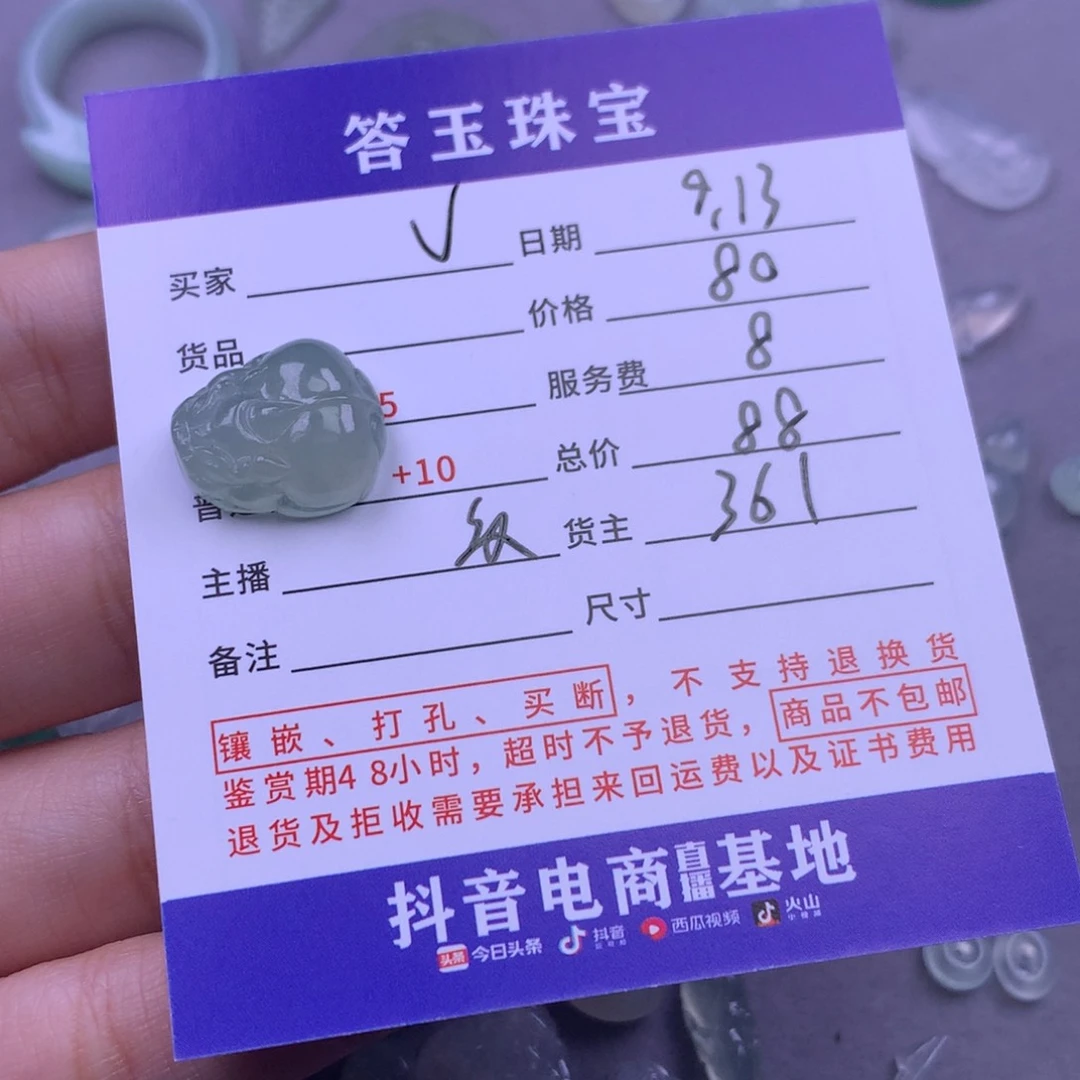 答玉珠宝
买家 V 日期 9.13
货品 价格 80
5 服务费 8
+10 总价 88
主播 货主 361
备注 尺寸
镶嵌、打孔、买断，不支持退换货
鉴赏期48小时，超时不予退货，商品不包邮
退货及拒收需要承担来回运费以及证书费用
抖音电商直播基地
头条 今日头条 抖音 西瓜视频 火山